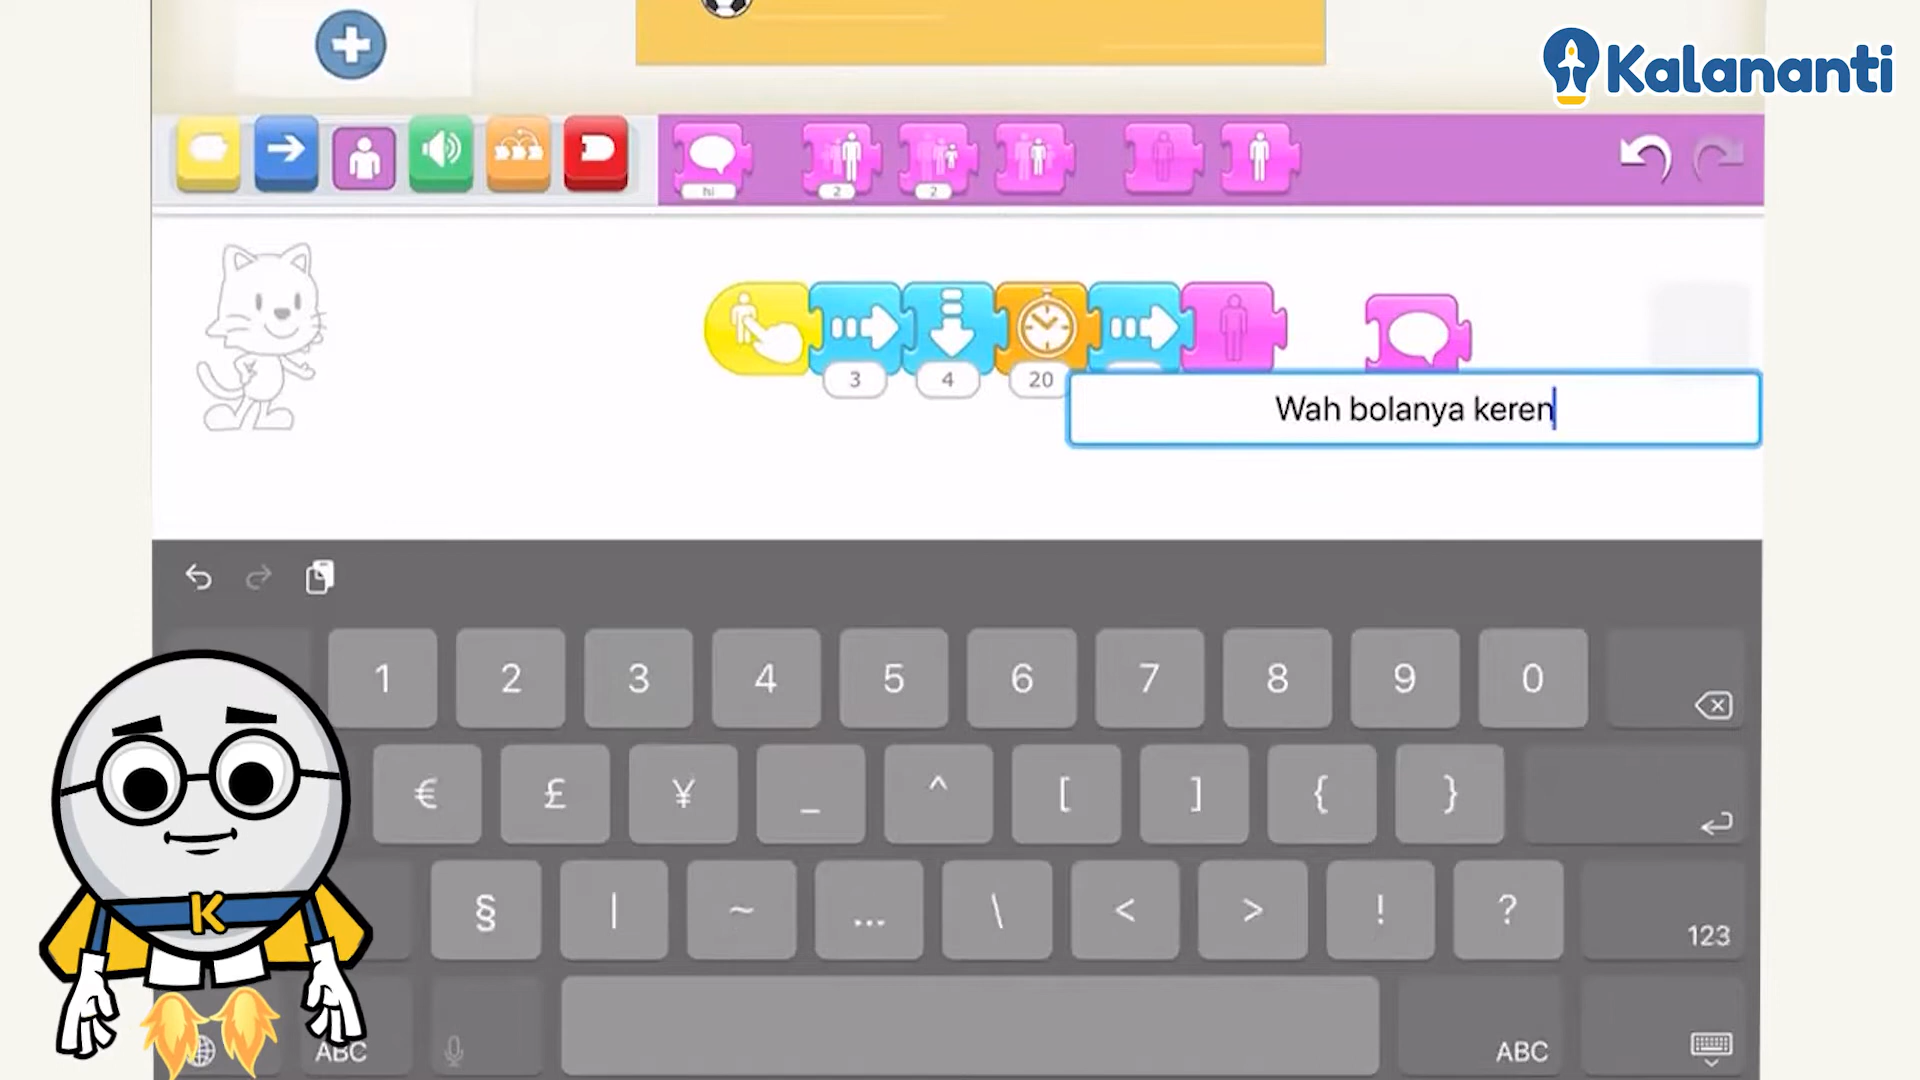 Kalananti
hi 2 2
3 4 20
Wah bolanya keren
1 2 3 4 5 6 7 8 9 0
€ £ ¥ _ ^ [ ] { }
§ | ~ ... \ < > ! ? 123
K
ABC ABC